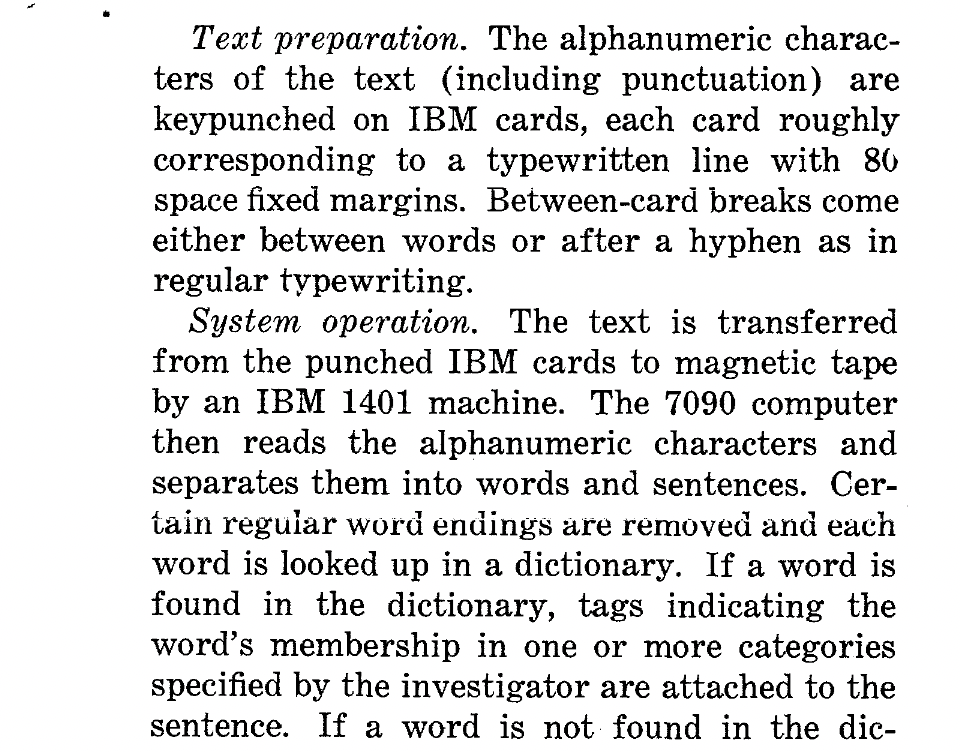 Text preparation. The alphanumeric charac-
ters of the text (including punctuation) are
keypunched on IBM cards, each card roughly
corresponding to a typewritten line with 80
space fixed margins. Between-card breaks come
either between words or after a hyphen as in
regular typewriting.
System operation. The text is transferred
from the punched IBM cards to magnetic tape
by an IBM 1401 machine. The 7090 computer
then reads the alphanumeric characters and
separates them into words and sentences. Cer-
tain regular word endings are removed and each
word is looked up in a dictionary. If a word is
found in the dictionary, tags indicating the
word's membership in one or more categories
specified by the investigator are attached to the
sentence. If a word is not found in the dic-